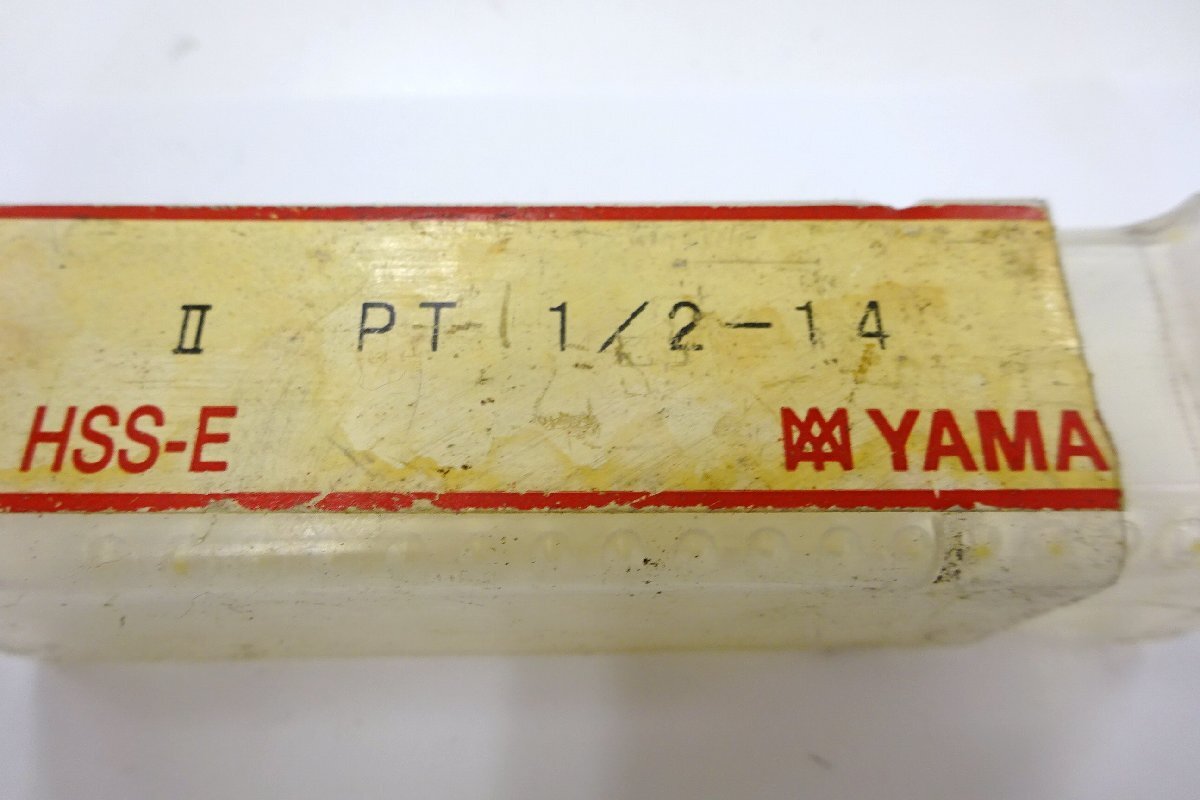 II PT 1/2-14
HSS-E YAMA